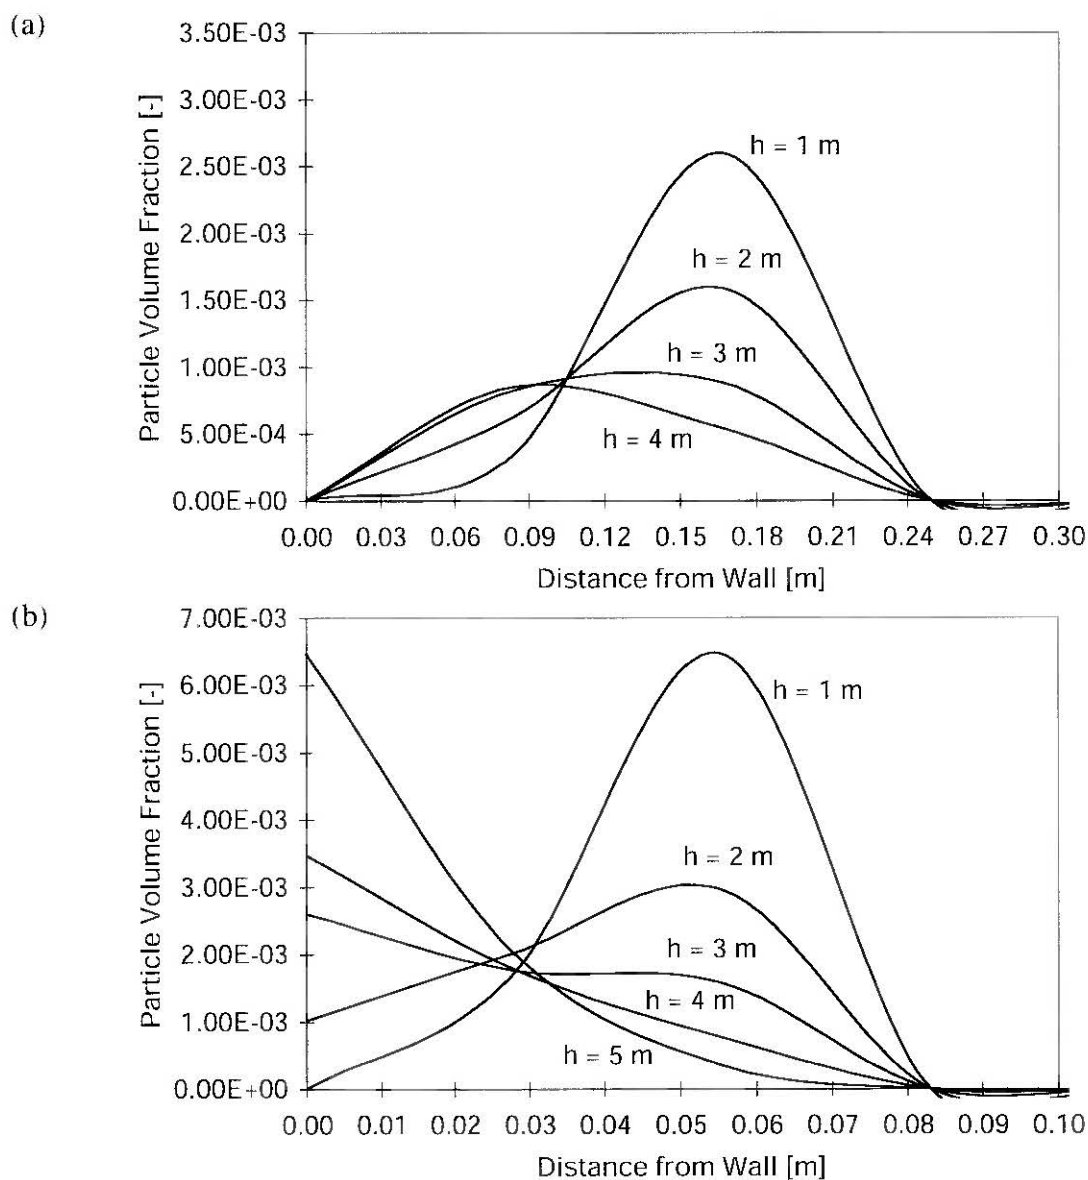 (a)
3.50E-03
3.00E-03
2.50E-03
2.00E-03
1.50E-03
1.00E-03
5.00E-04
0.00E+00
Particle Volume Fraction [-]
h = 1 m
h = 2 m
h = 3 m
h = 4 m
0.00 0.03 0.06 0.09 0.12 0.15 0.18 0.21 0.24 0.27 0.30
Distance from Wall [m]
(b)
7.00E-03
6.00E-03
5.00E-03
4.00E-03
3.00E-03
2.00E-03
1.00E-03
0.00E+00
Particle Volume Fraction [-]
h = 1 m
h = 2 m
h = 3 m
h = 4 m
h = 5 m
0.00 0.01 0.02 0.03 0.04 0.05 0.06 0.07 0.08 0.09 0.10
Distance from Wall [m]